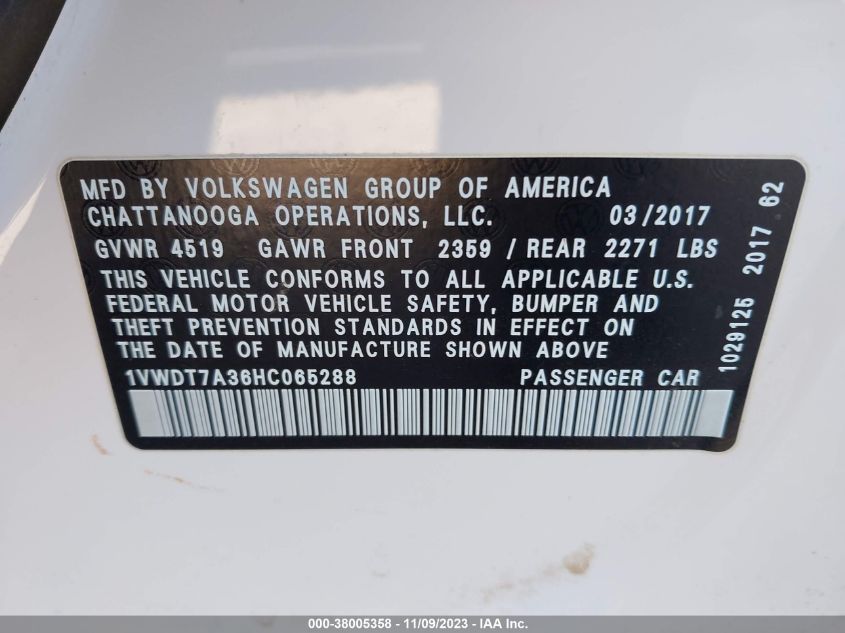 MFD BY VOLKSWAGEN GROUP OF AMERICA
CHATTANOOGA OPERATIONS, LLC. 03/2017
GVWR 4519 GAWR FRONT 2359 / REAR 2271 LBS
THIS VEHICLE CONFORMS TO ALL APPLICABLE U.S.
FEDERAL MOTOR VEHICLE SAFETY, BUMPER AND
THEFT PREVENTION STANDARDS IN EFFECT ON
THE DATE OF MANUFACTURE SHOWN ABOVE
1VWDT7A36HC065288 PASSENGER CAR
1029125 2017 62
000-38005358 - 11/09/2023 - IAA Inc.